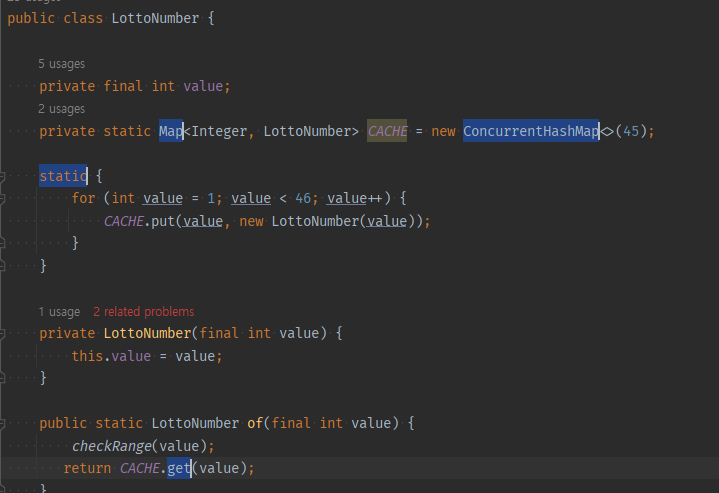 public class LottoNumber {
5 usages
private final int value;
2 usages
private static Map<Integer, LottoNumber> CACHE = new ConcurrentHashMap<>(45);
static {
for (int value = 1; value < 46; value++) {
CACHE.put(value, new LottoNumber(value));
}
}
1 usage 2 related problems
private LottoNumber(final int value) {
this.value = value;
}
public static LottoNumber of(final int value) {
checkRange(value);
return CACHE.get(value);
}